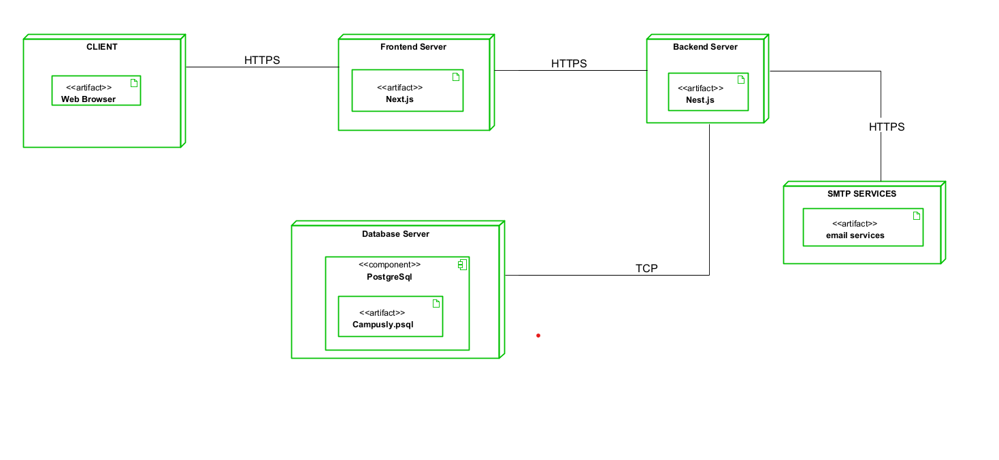 CLIENT
<<artifact>>
Web Browser
HTTPS
Frontend Server
<<artifact>>
Next.js
HTTPS
Backend Server
<<artifact>>
Nest.js
HTTPS
SMTP SERVICES
<<artifact>>
email services
Database Server
<<component>>
PostgreSql
<<artifact>>
Campusly.psql
TCP